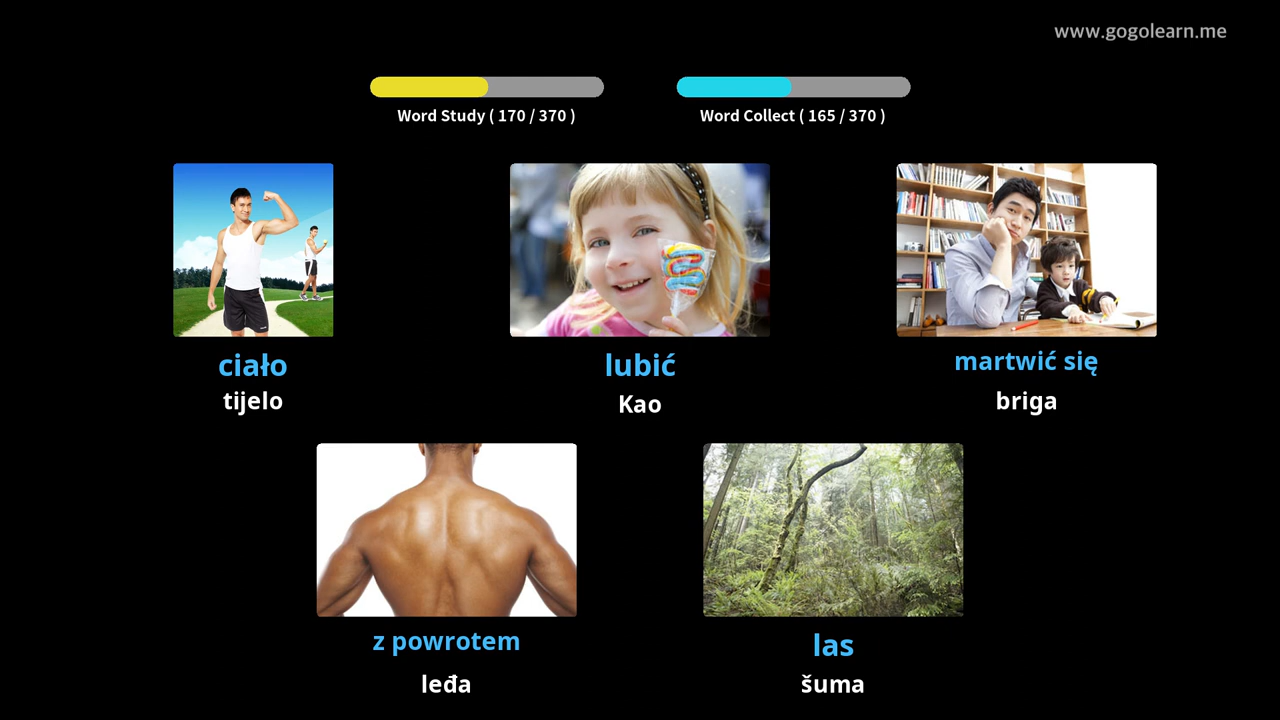 www.gogolearn.me
Word Study ( 170 / 370 )
Word Collect ( 165 / 370 )
ciało
tijelo
lubić
Kao
martwić się
briga
z powrotem
leđa
las
šuma